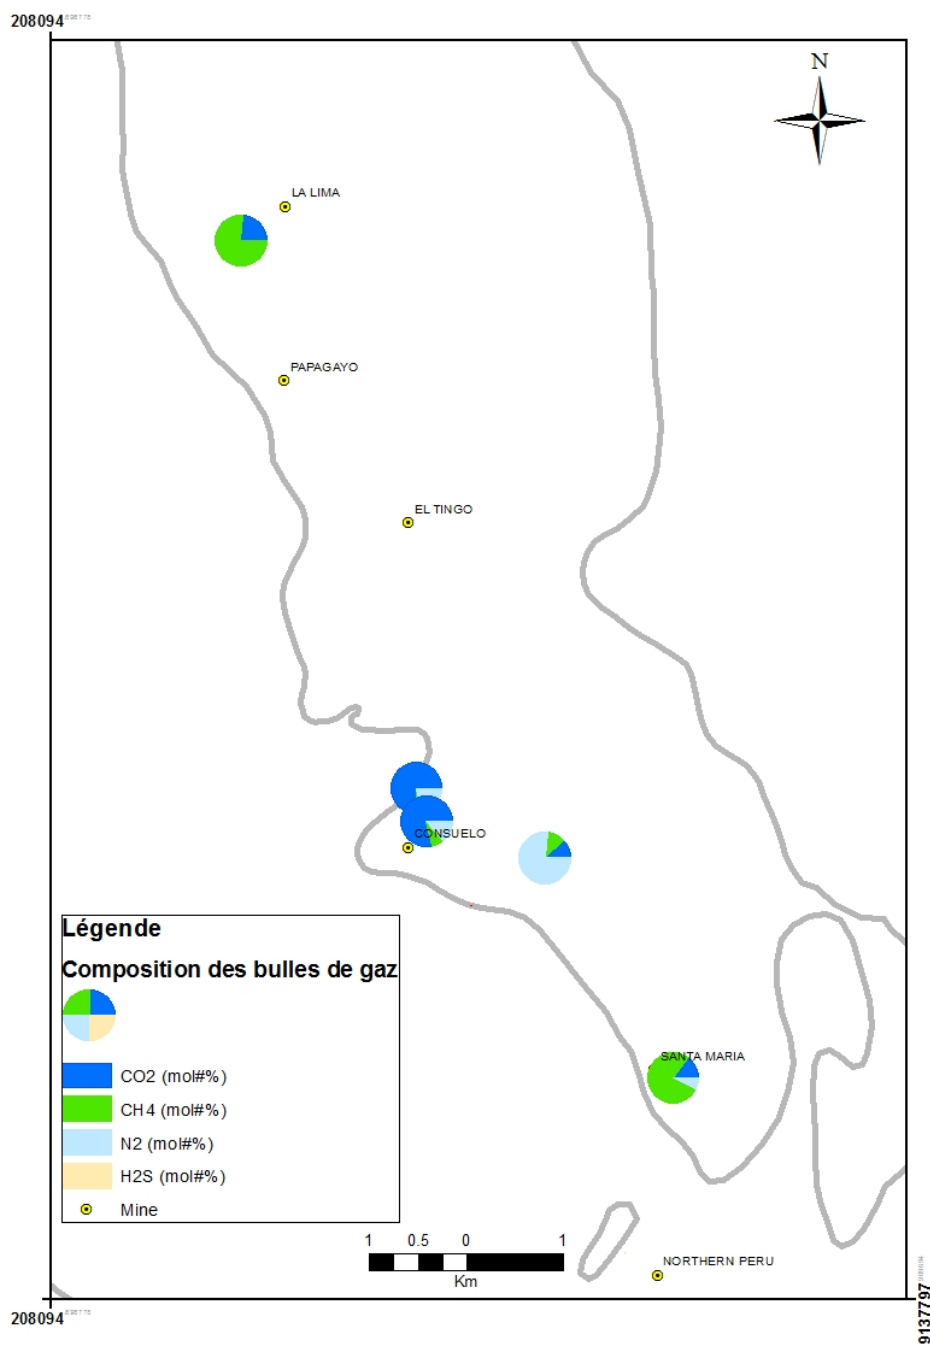 208094
N
LA LIMA
PAPAGAYO
EL TINGO
CONSUELO
Légende
Composition des bulles de gaz
SANTA MARIA
CO2 (mol#%)
CH4 (mol#%)
N2 (mol#%)
H2S (mol#%)
Mine
1 0.5 0 1
Km
NORTHERN PERU
208094
9137797